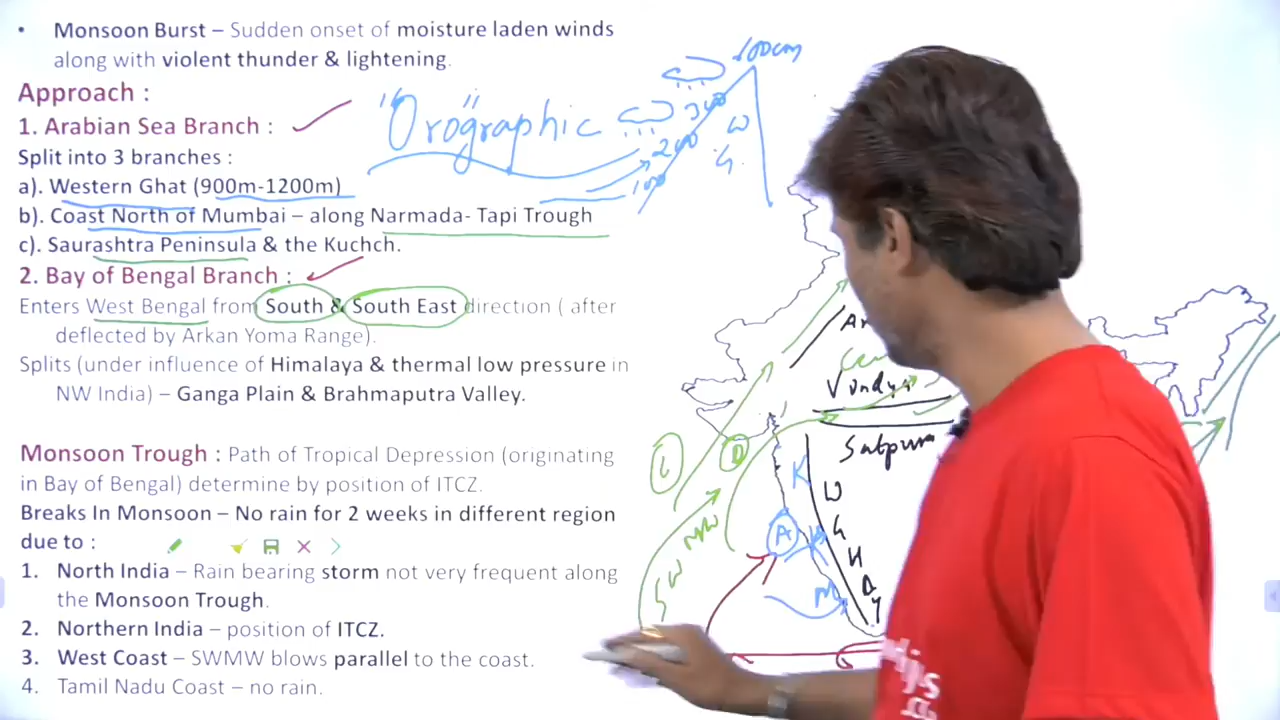 • Monsoon Burst – Sudden onset of moisture laden winds
along with violent thunder & lightening.
Approach :
1. Arabian Sea Branch :
Split into 3 branches :
a). Western Ghat (900m-1200m)
b). Coast North of Mumbai – along Narmada- Tapi Trough
c). Saurashtra Peninsula & the Kuchch.
2. Bay of Bengal Branch :
Enters West Bengal from South & South East direction ( after
deflected by Arkan Yoma Range).
Splits (under influence of Himalaya & thermal low pressure in
NW India) – Ganga Plain & Brahmaputra Valley.
Monsoon Trough : Path of Tropical Depression (originating
in Bay of Bengal) determine by position of ITCZ.
Breaks In Monsoon – No rain for 2 weeks in different region
due to :
1. North India – Rain bearing storm not very frequent along
the Monsoon Trough.
2. Northern India – position of ITCZ.
3. West Coast – SWMW blows parallel to the coast.
4. Tamil Nadu Coast – no rain.
"Orographic
100
200
300
W
G.
Ar
Vindya
Satpura
W
G
H
A
Y
K
A
K
M
S W MW